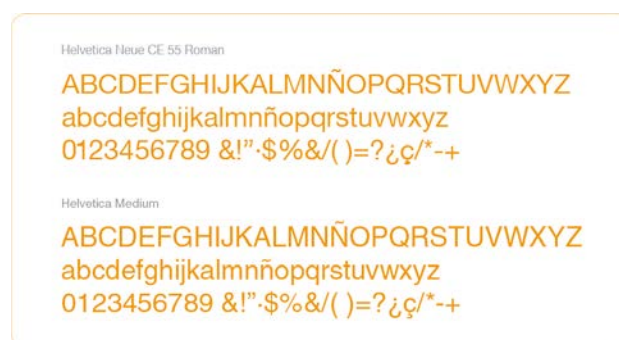 Helvetica Neue CE 55 Roman
ABCDEFGHIJKALMNÑOPQRSTUVWXYZ
abcdefghijkalmnñopqrstuvwxyz
0123456789 &!”·$%&/( )=?¿ç/*-+
Helvetica Medium
ABCDEFGHIJKALMNÑOPQRSTUVWXYZ
abcdefghijkalmnñopqrstuvwxyz
0123456789 &!”·$%&/( )=?¿ç/*-+